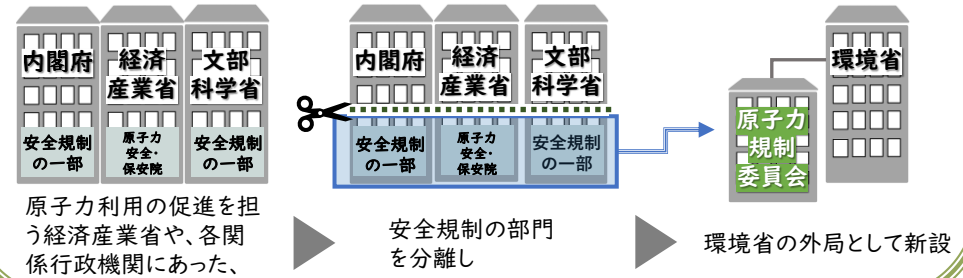 内閣府
経済
産業省
文部
科学省
安全規制
の一部
原子力
安全・
保安院
安全規制
の一部
原子力利用の促進を担
う経済産業省や、各関
係行政機関にあった、
内閣府
経済
産業省
文部
科学省
安全規制
の一部
原子力
安全・
保安院
安全規制
の一部
安全規制の部門
を分離し
環境省
原子力
規制
委員会
環境省の外局として新設